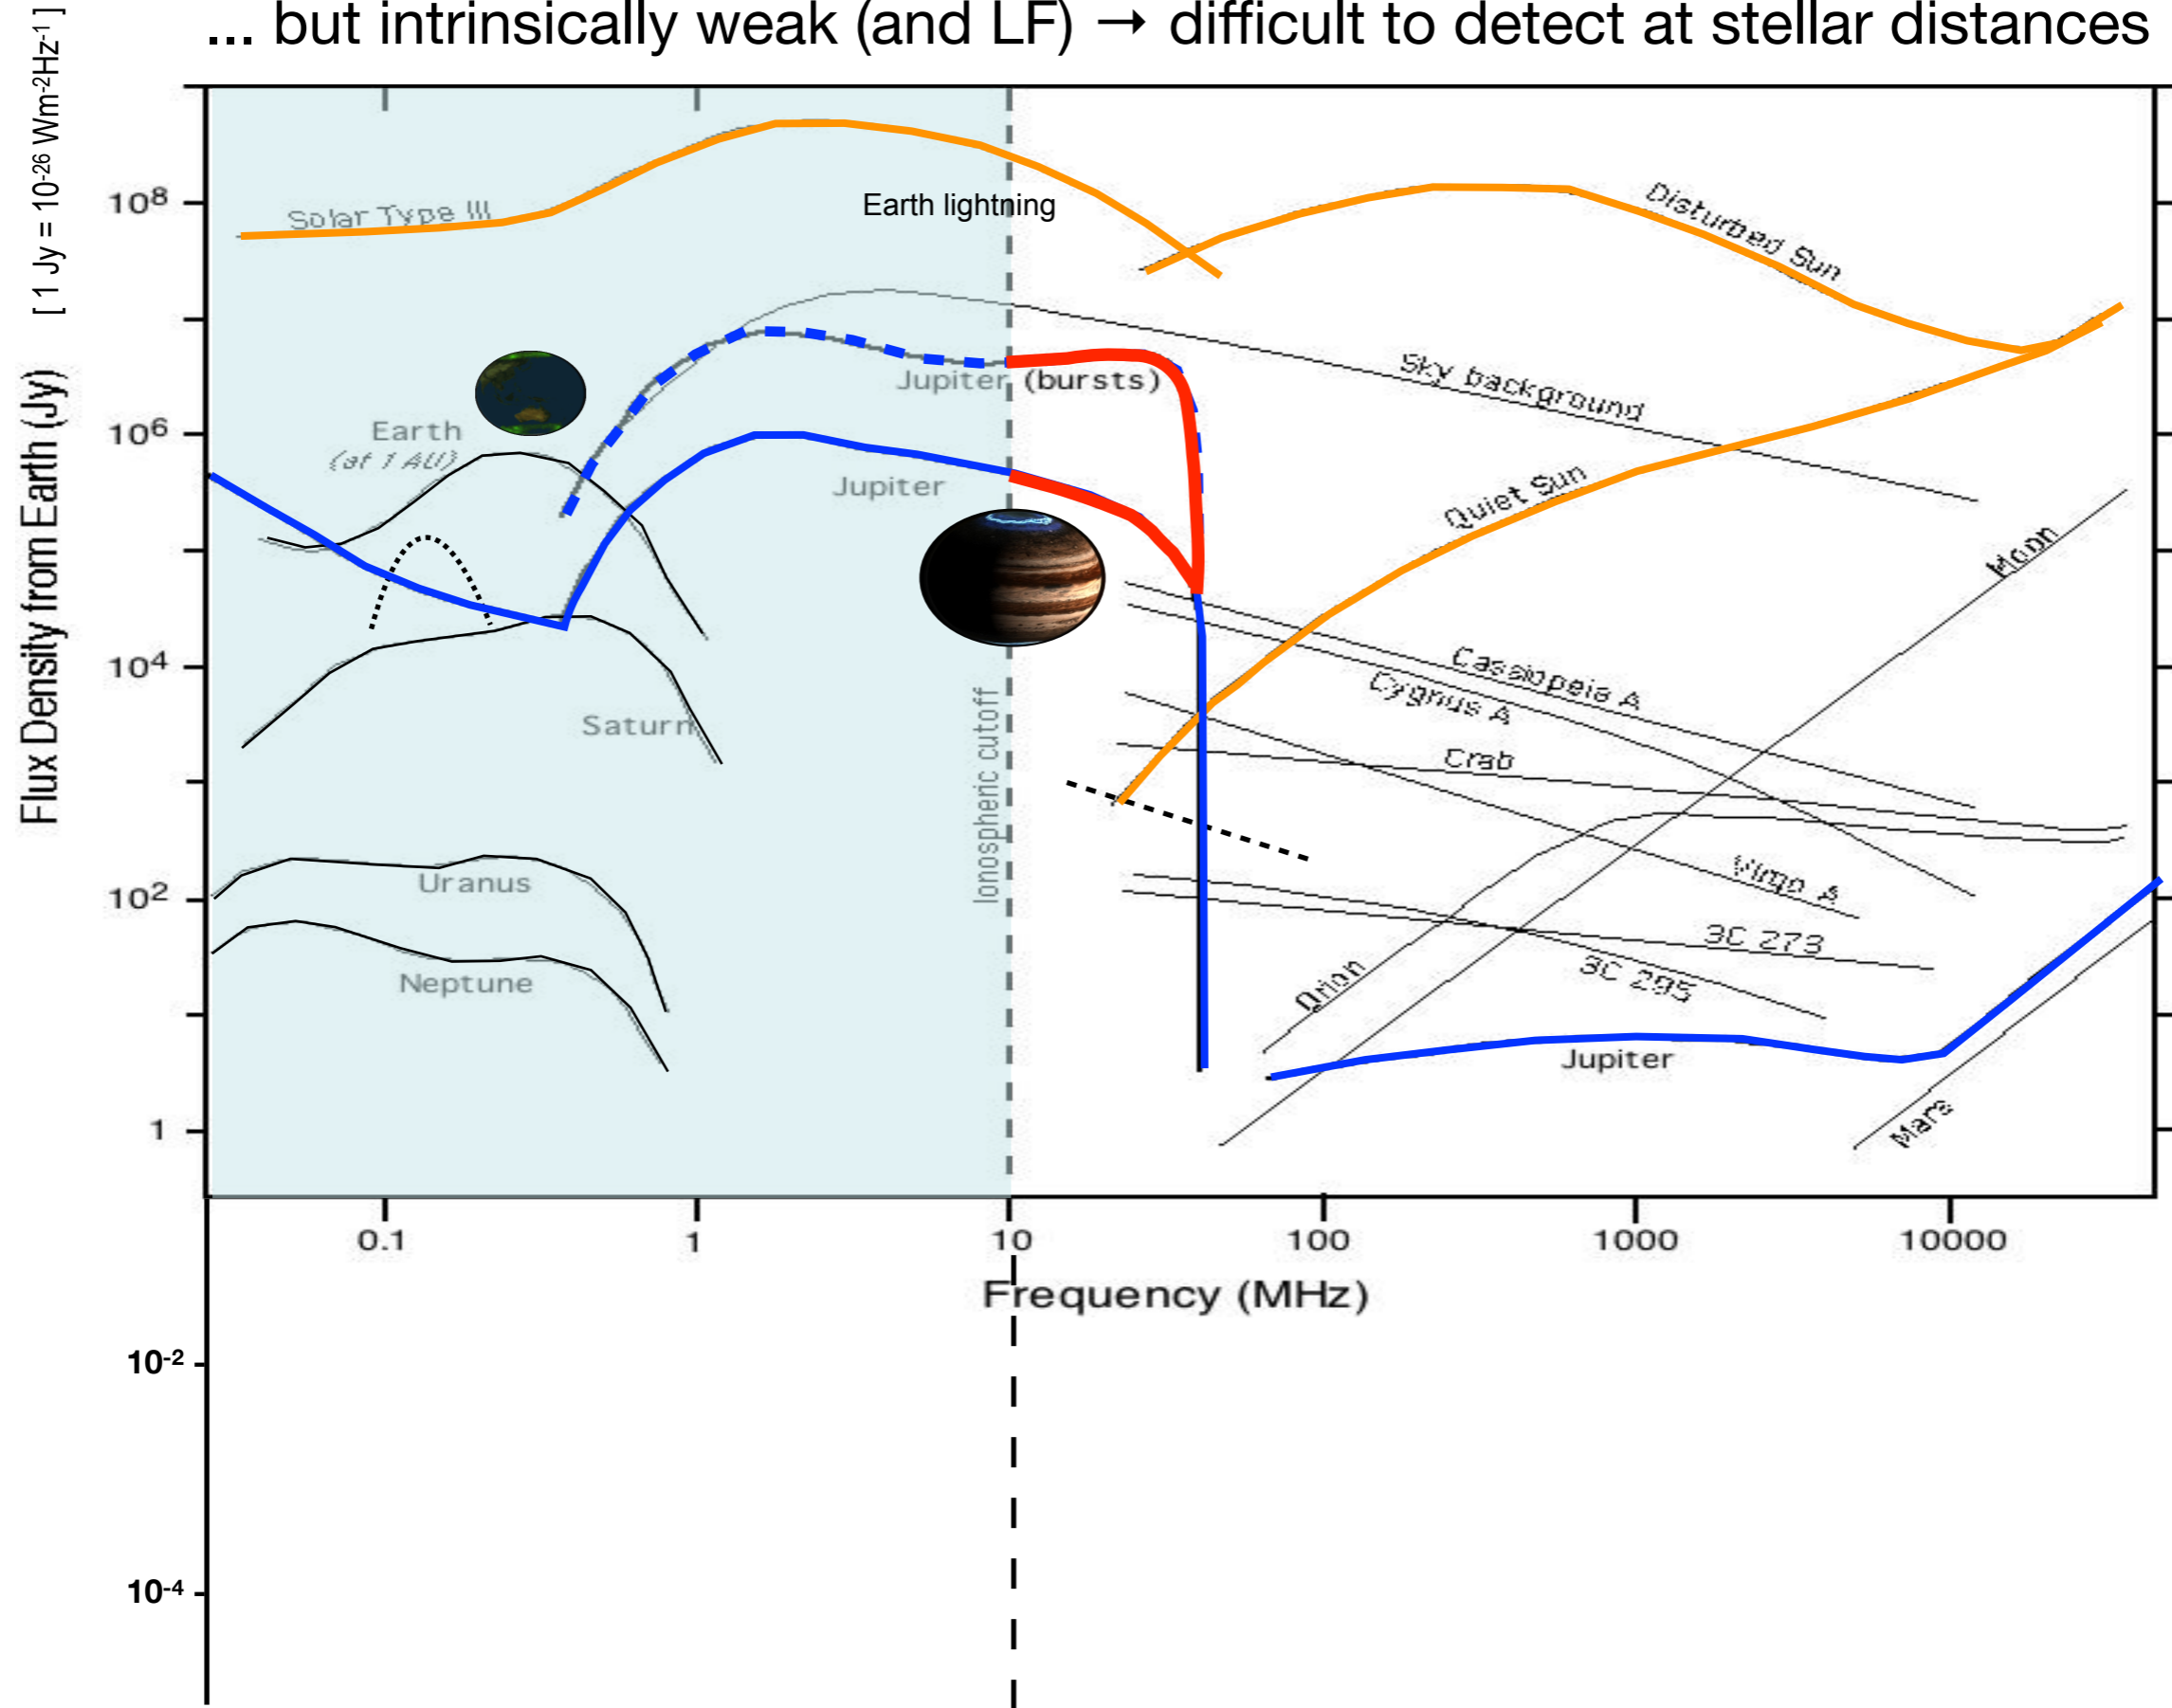 ... but intrinsically weak (and LF) → difficult to detect at stellar distances
[ 1 Jy = 10-26 Wm-2Hz-1 ]
Flux Density from Earth (Jy)
10⁸
10⁶
10⁴
10²
1
10-2
10-4
Solar Type III
Earth lightning
Disturbed Sun
Sky background
Jupiter (bursts)
Earth
(at 1 AU)
Jupiter
Quiet Sun
Moon
Cassiopeia A
Cygnus A
Saturn
Crab
Ionospheric cutoff
Virgo A
Uranus
3C 273
3C 295
Neptune
Orion
Jupiter
Mars
0.1
1
10
100
1000
10000
Frequency (MHz)